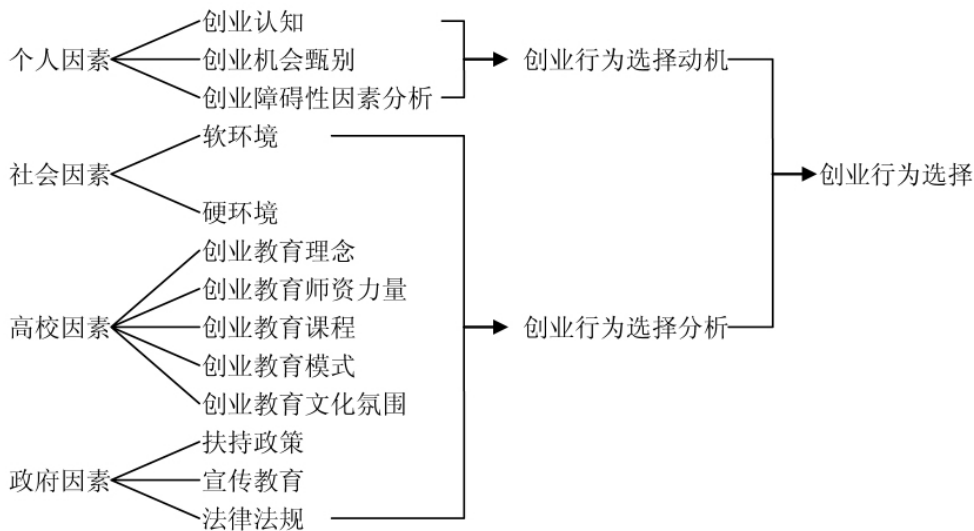 个人因素
创业认知
创业机会甄别
创业障碍性因素分析
创业行为选择动机
社会因素
软环境
硬环境
创业行为选择
高校因素
创业教育理念
创业教育师资力量
创业教育课程
创业教育模式
创业教育文化氛围
创业行为选择分析
政府因素
扶持政策
宣传教育
法律法规